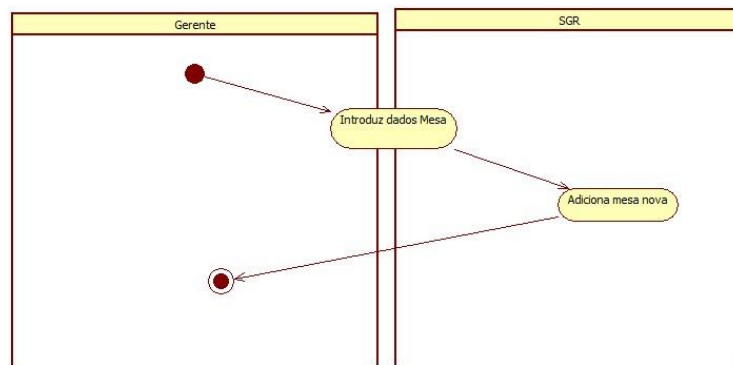 Gerente
SGR
Introduz dados Mesa
Adiciona mesa nova